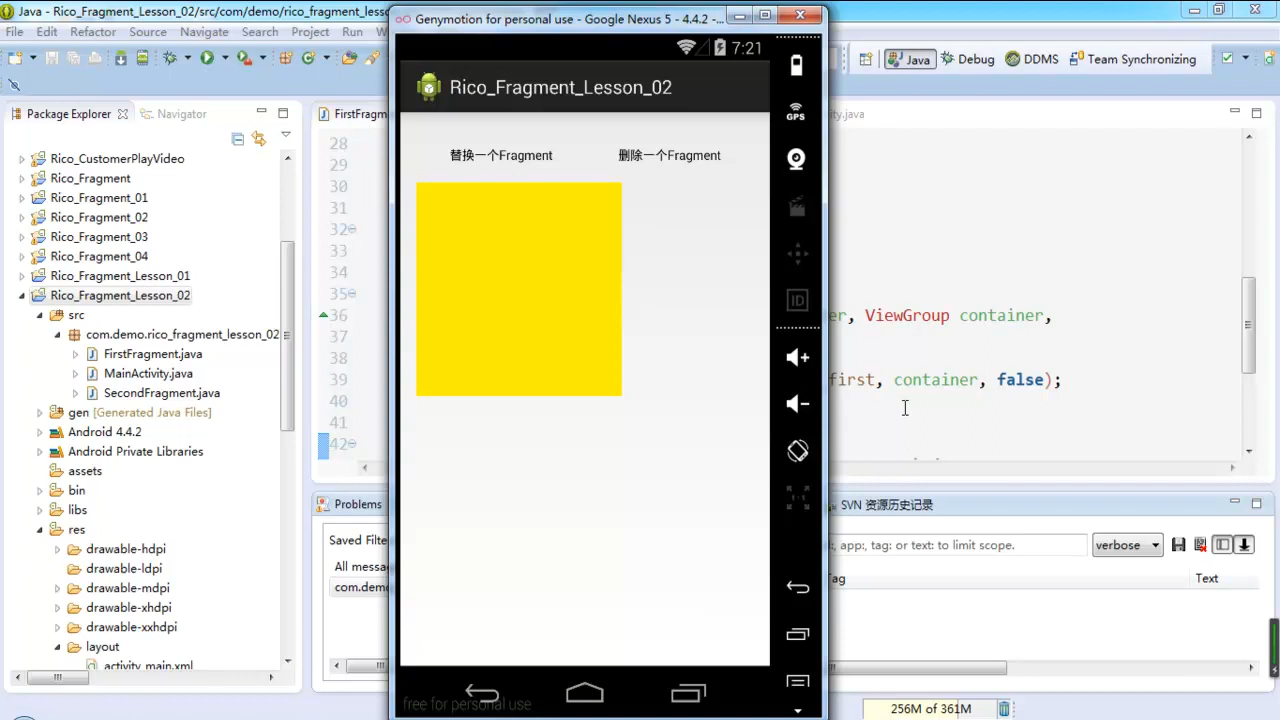 Java - Rico_Fragment_Lesson_02/src/com/demo/rico_fragment_lesso
Genymotion for personal use - Google Nexus 5 - 4.4.2 -...
File Edit Refactor Source Navigate Search Project Run
Java
Debug
DDMS
Team Synchronizing
Package Explorer
Navigator
Rico_CustomerPlayVideo
Rico_Fragment
Rico_Fragment_01
Rico_Fragment_02
Rico_Fragment_03
Rico_Fragment_04
Rico_Fragment_Lesson_01
Rico_Fragment_Lesson_02
src
com.demo.rico_fragment_lesson_02
FirstFragment.java
MainActivity.java
SecondFragment.java
gen [Generated Java Files]
Android 4.4.2
Android Private Libraries
assets
bin
libs
res
drawable-hdpi
drawable-ldpi
drawable-mdpi
drawable-xhdpi
drawable-xxhdpi
layout
activity_main.xml
FirstFragm
28
29
30
31
32
33
34
35
36
37
38
39
40
41
42
7:21
Rico_Fragment_Lesson_02
替换一个Fragment
删除一个Fragment
free for personal use
GPS
ID
ity.java
er, ViewGroup container,
first, container, false);
Problems
Saved Filte
All messa
com.demo
SVN 资源历史记录
:, app:, tag: or text: to limit scope.
verbose
Tag
Text
256M of 361M